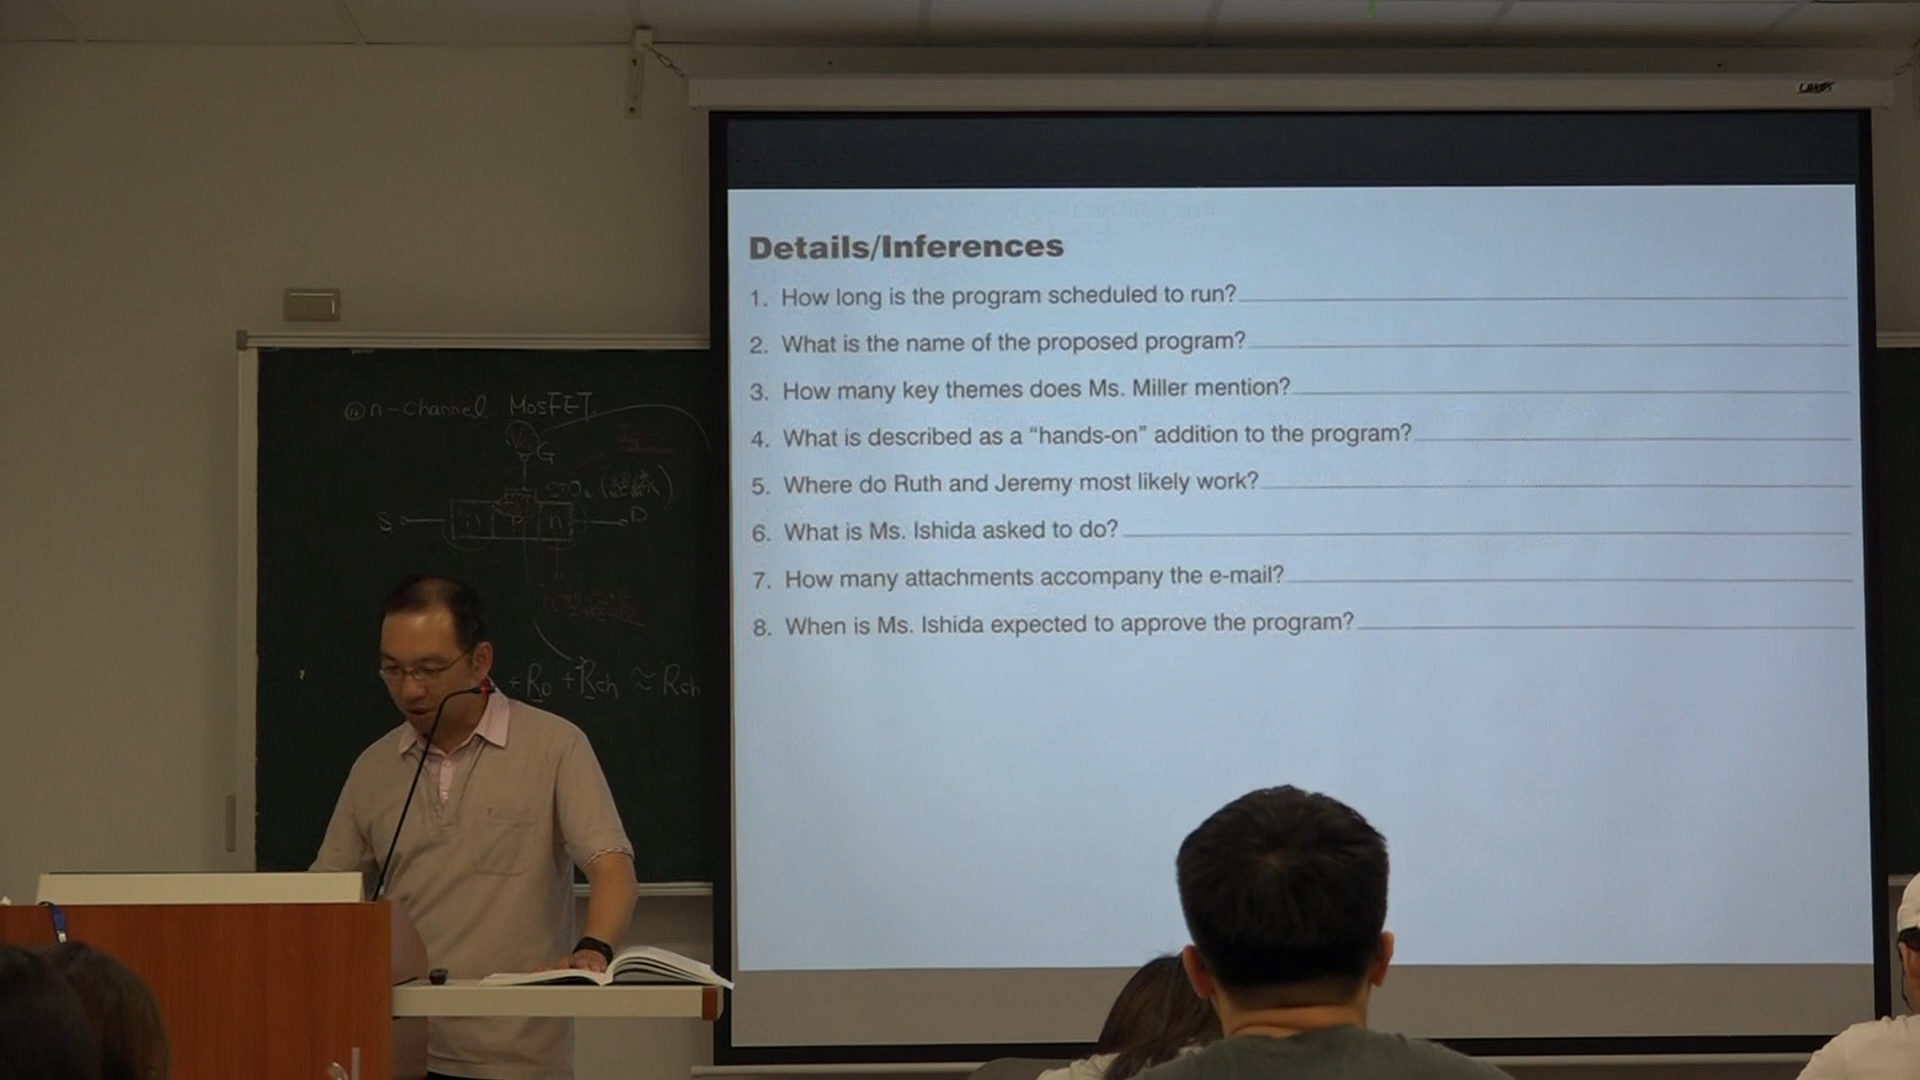 Details/Inferences
1. How long is the program scheduled to run?
2. What is the name of the proposed program?
3. How many key themes does Ms. Miller mention?
4. What is described as a “hands-on” addition to the program?
5. Where do Ruth and Jeremy most likely work?
6. What is Ms. Ishida asked to do?
7. How many attachments accompany the e-mail?
8. When is Ms. Ishida expected to approve the program?
n-channel MosFET
G
SiO₂
S
n
n
D
+ R_D + Rch ≈ Rch